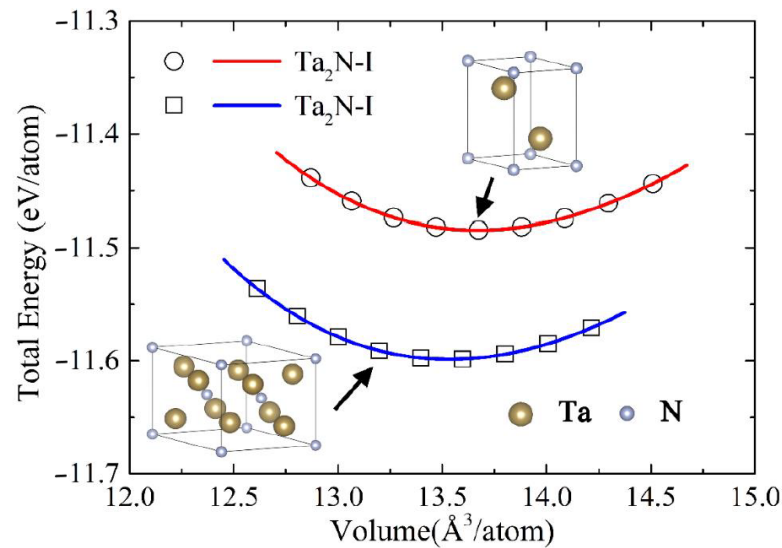 −11.3
−11.4
−11.5
−11.6
−11.7
Total Energy (eV/atom)
Ta₂N-I
Ta₂N-I
Ta
N
12.0 12.5 13.0 13.5 14.0 14.5 15.0
Volume(Å³/atom)